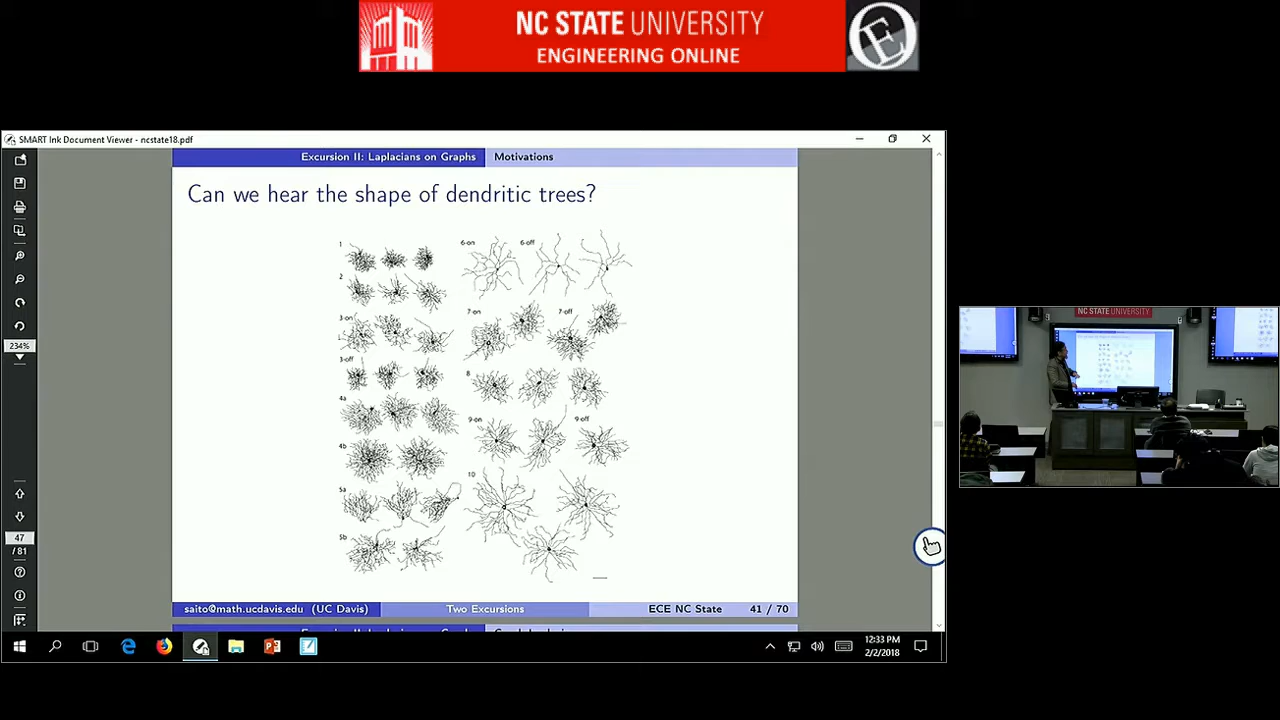 NC STATE UNIVERSITY
ENGINEERING ONLINE
SMART Ink Document Viewer - ncstate18.pdf
Excursion II: Laplacians on Graphs Motivations
Can we hear the shape of dendritic trees?
1
6-on
6-off
2
3-on
7-on
7-off
3-off
8
4a
9-on
9-off
4b
10
5a
5b
234%
47
/ 81
saito@math.ucdavis.edu (UC Davis) Two Excursions ECE NC State 41 / 70
12:33 PM
2/2/2018
NC STATE UNIVERSITY